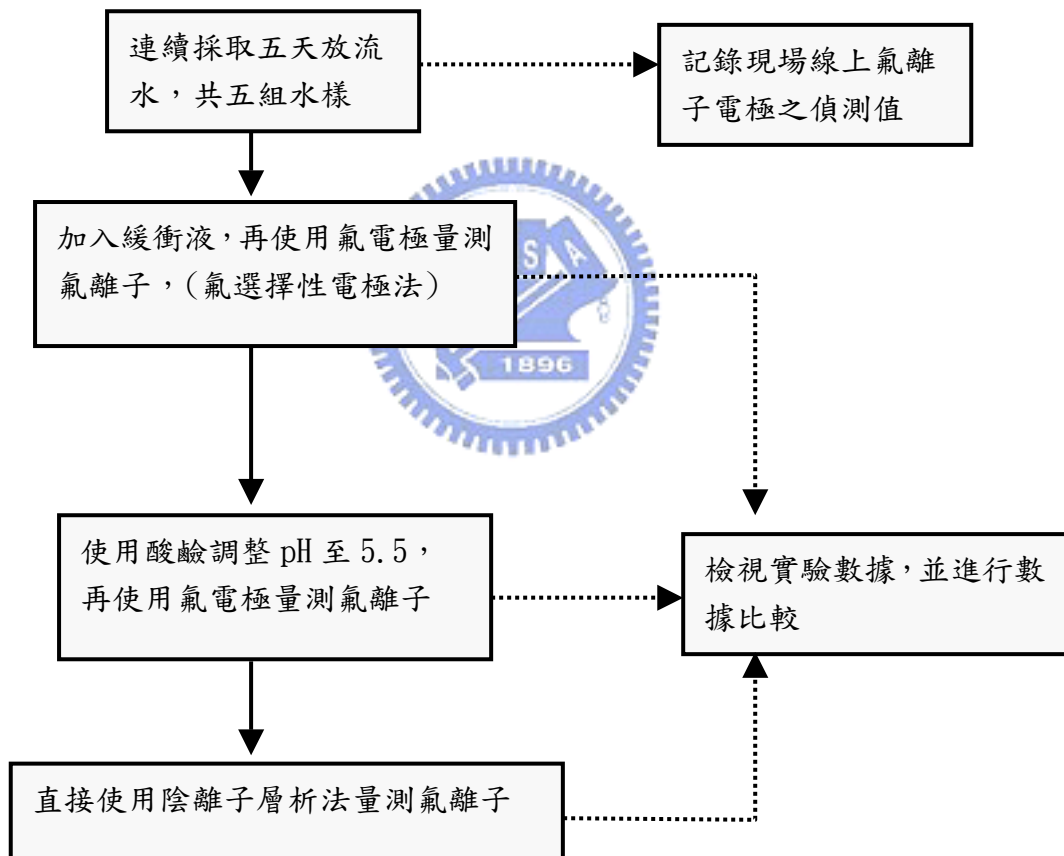 連續採取五天放流
水，共五組水樣
記錄現場線上氟離
子電極之偵測值
加入緩衝液，再使用氟電極量測
氟離子，（氟選擇性電極法）
S A
1896
使用酸鹼調整 pH 至 5.5，
再使用氟電極量測氟離子
檢視實驗數據，並進行數
據比較
直接使用陰離子層析法量測氟離子